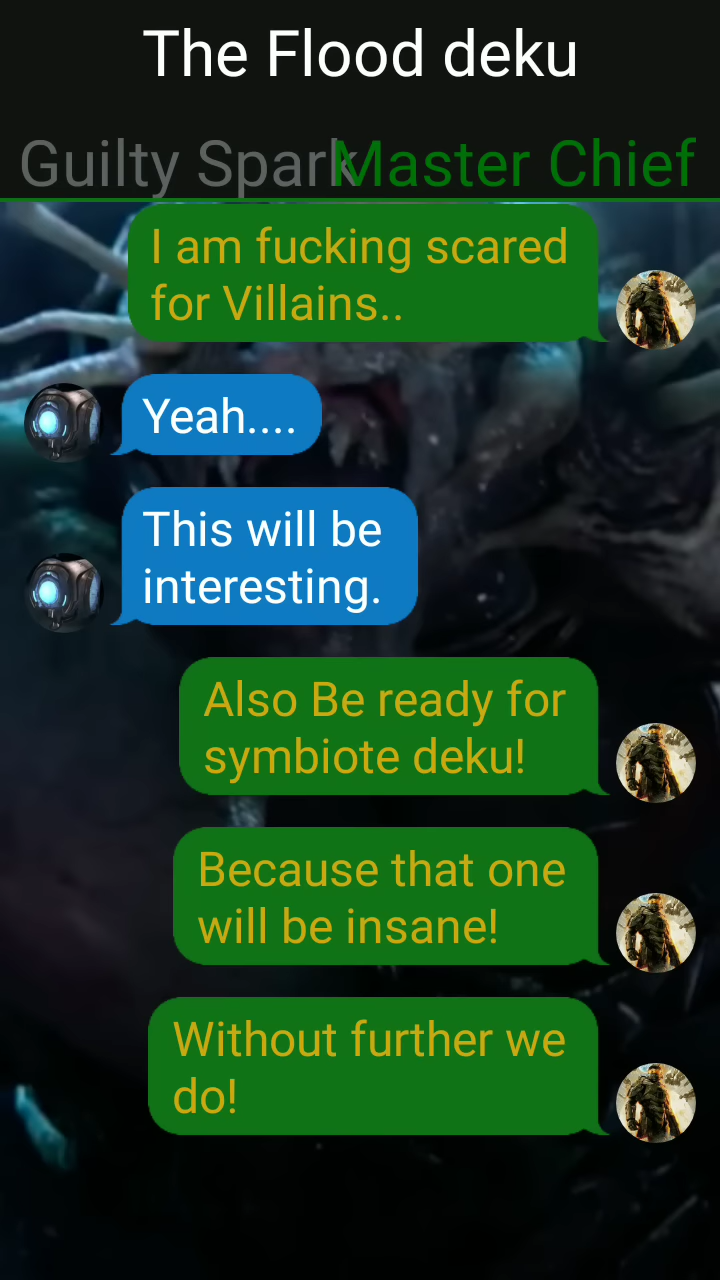 The Flood deku
Guilty Spark Master Chief
I am fucking scared
for Villains..
Yeah....
This will be
interesting.
Also Be ready for
symbiote deku!
Because that one
will be insane!
Without further we
do!